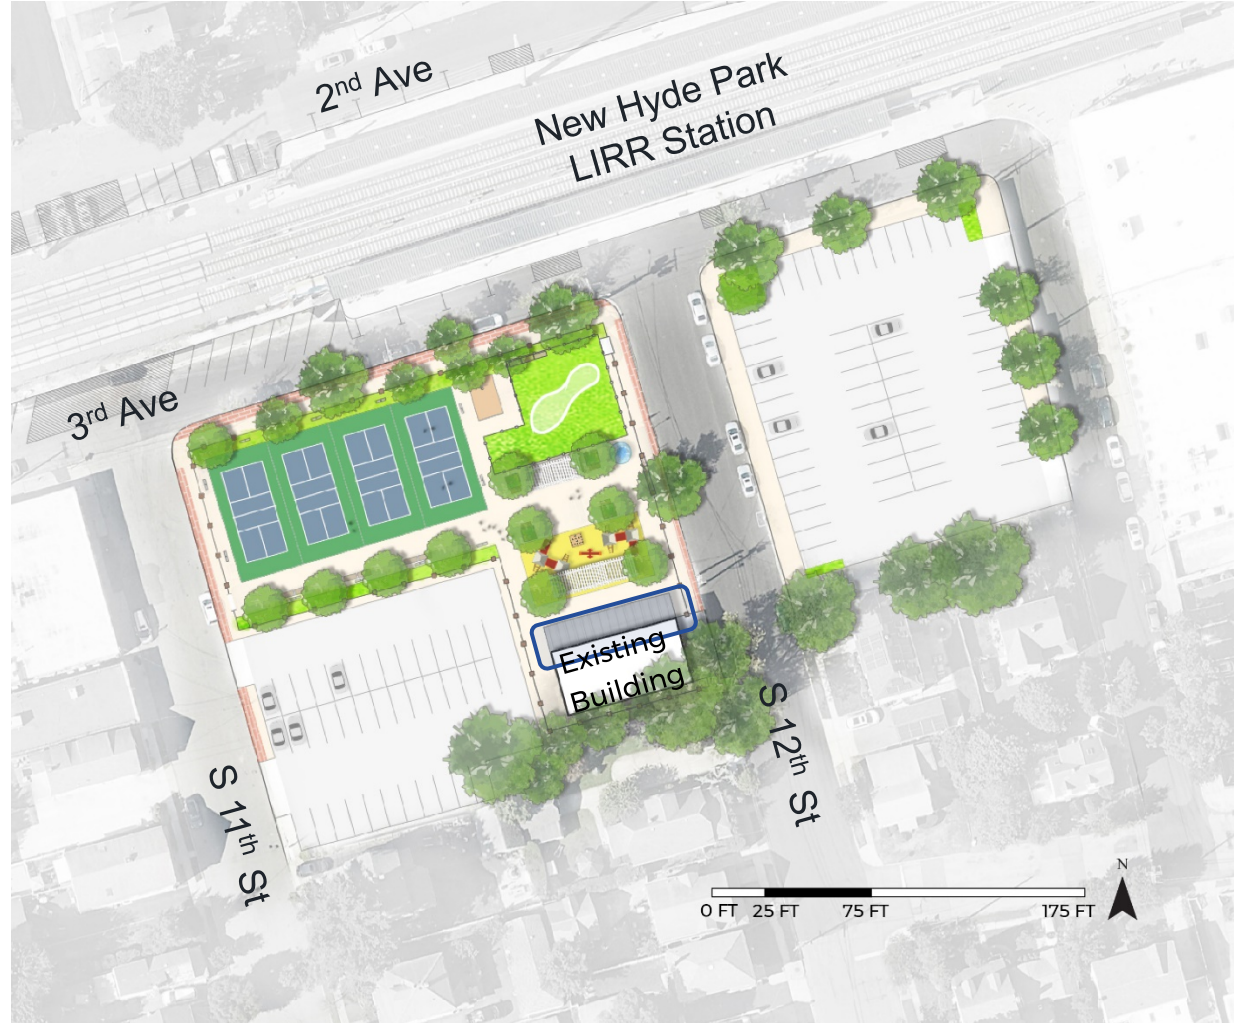 2nd Ave
New Hyde Park
LIRR Station
3rd Ave
Existing
Building
S 12th St
S 11th St
N
0 FT 25 FT 75 FT 175 FT